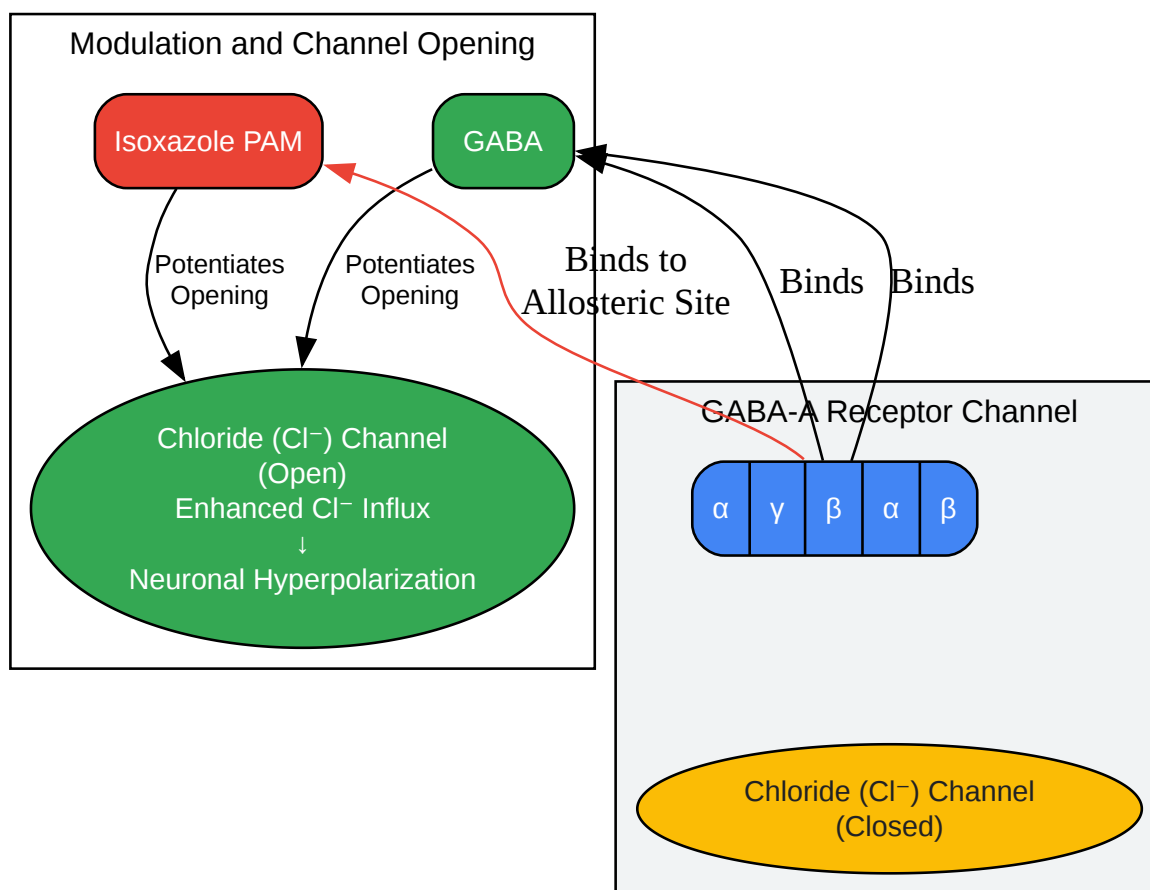 Modulation and Channel Opening
Isoxazole PAM
GABA
Potentiates
Opening
Potentiates
Opening
Binds to
Allosteric Site
Binds
Binds
Chloride (Cl⁻) Channel
(Open)
Enhanced Cl⁻ Influx
↓
Neuronal Hyperpolarization
GABA-A Receptor Channel
α γ β α β
Chloride (Cl⁻) Channel
(Closed)